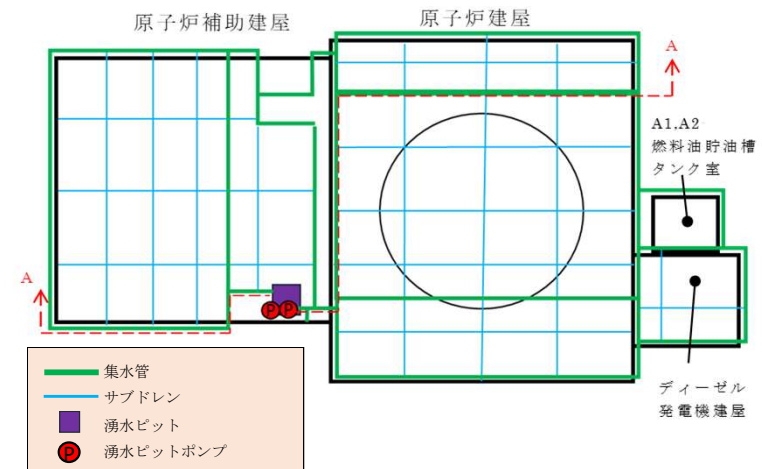 原子炉補助建屋
原子炉建屋
A
A1,A2
燃料油貯油槽
タンク室
A
P P
集水管
サブドレン
湧水ピット
P
湧水ピットポンプ
ディーゼル
発電機建屋